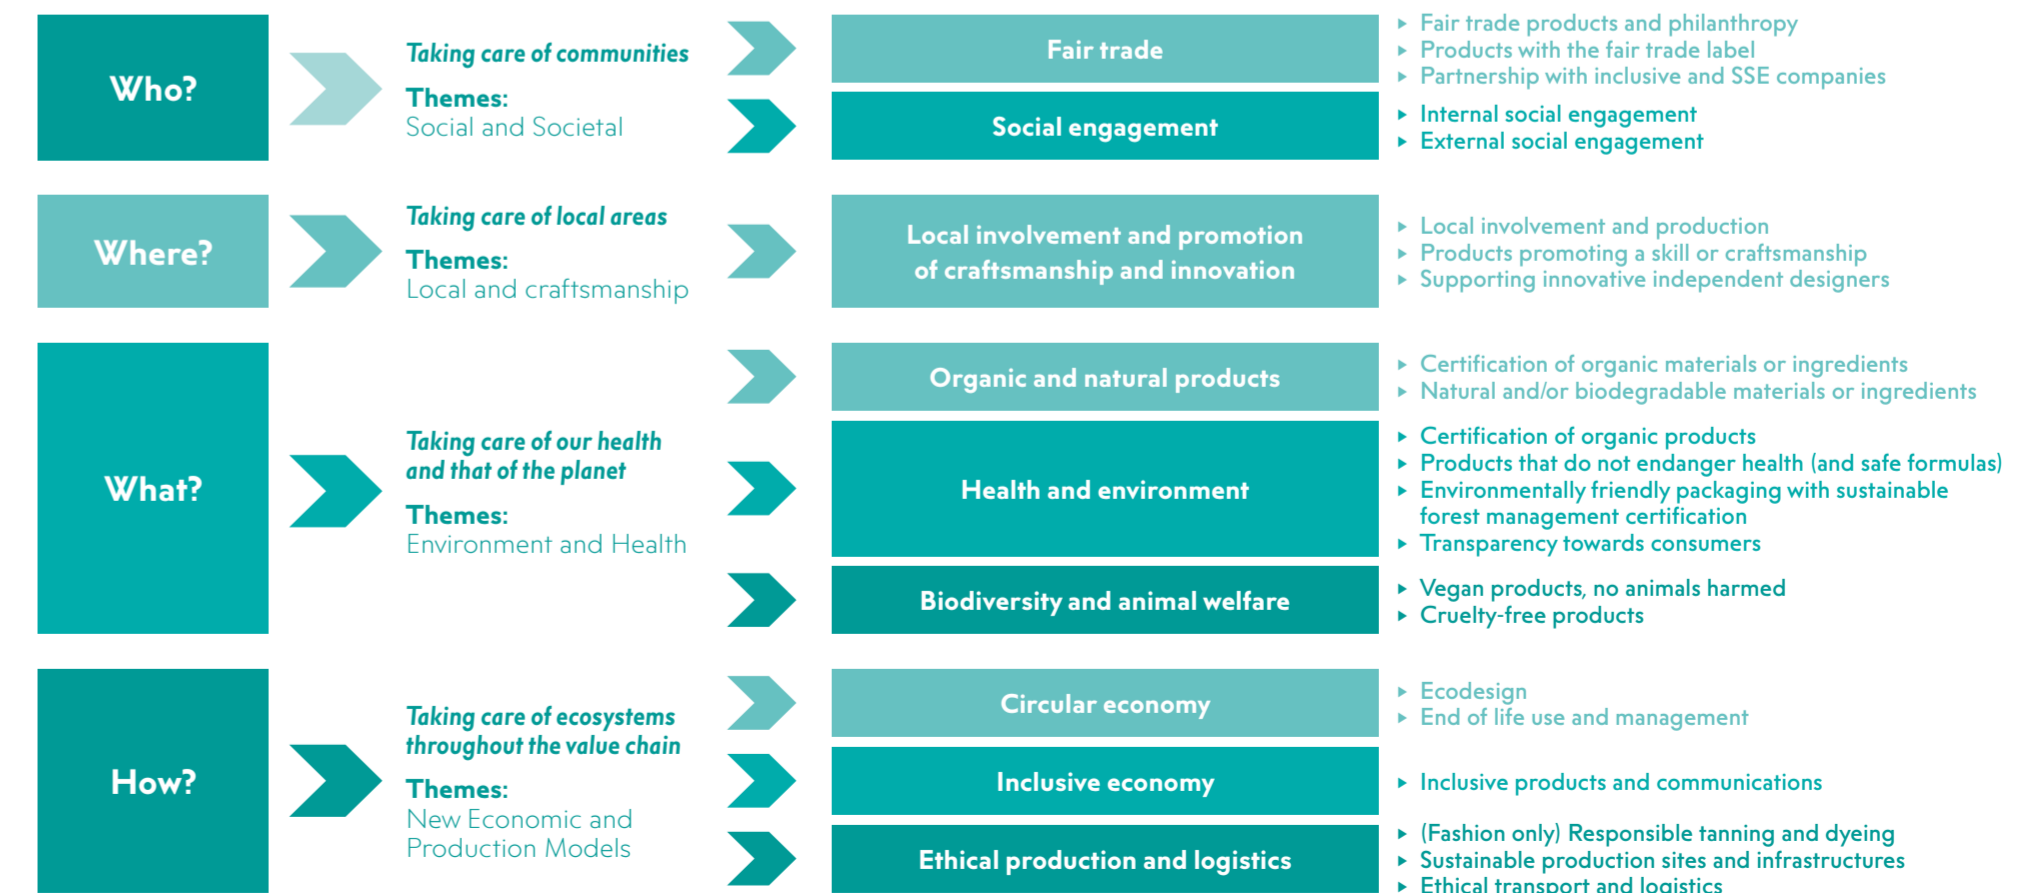 Who?
Taking care of communities
Themes:
Social and Societal
Fair trade
▸ Fair trade products and philanthropy
▸ Products with the fair trade label
▸ Partnership with inclusive and SSE companies
Social engagement
▸ Internal social engagement
▸ External social engagement
Where?
Taking care of local areas
Themes:
Local and craftsmanship
Local involvement and promotion
of craftsmanship and innovation
▸ Local involvement and production
▸ Products promoting a skill or craftsmanship
▸ Supporting innovative independent designers
What?
Taking care of our health
and that of the planet
Themes:
Environment and Health
Organic and natural products
▸ Certification of organic materials or ingredients
▸ Natural and/or biodegradable materials or ingredients
Health and environment
▸ Certification of organic products
▸ Products that do not endanger health (and safe formulas)
▸ Environmentally friendly packaging with sustainable
forest management certification
▸ Transparency towards consumers
Biodiversity and animal welfare
▸ Vegan products, no animals harmed
▸ Cruelty-free products
How?
Taking care of ecosystems
throughout the value chain
Themes:
New Economic and
Production Models
Circular economy
▸ Ecodesign
▸ End of life use and management
Inclusive economy
▸ Inclusive products and communications
Ethical production and logistics
▸ (Fashion only) Responsible tanning and dyeing
▸ Sustainable production sites and infrastructures
▸ Ethical transport and logistics